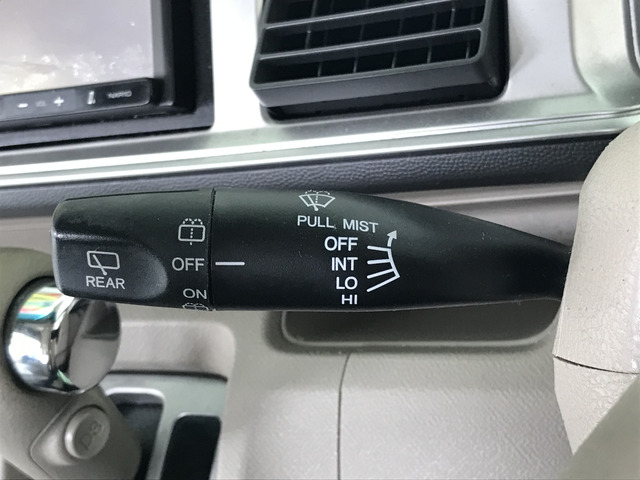 PULL MIST
OFF
INT
LO
HI
OFF
ON
REAR